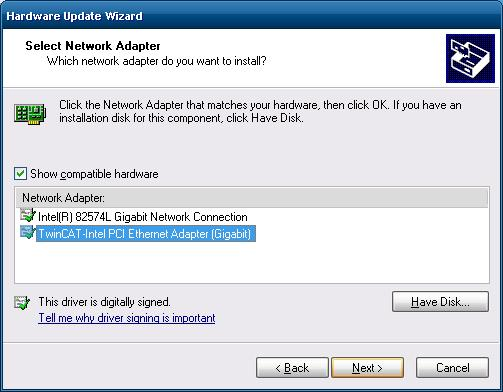 Hardware Update Wizard
Select Network Adapter
Which network adapter do you want to install?
Click the Network Adapter that matches your hardware, then click OK. If you have an
installation disk for this component, click Have Disk.
Show compatible hardware
Network Adapter:
Intel(R) 82574L Gigabit Network Connection
TwinCAT-Intel PCI Ethernet Adapter (Gigabit)
This driver is digitally signed.
Have Disk...
Tell me why driver signing is important
< Back
Next >
Cancel